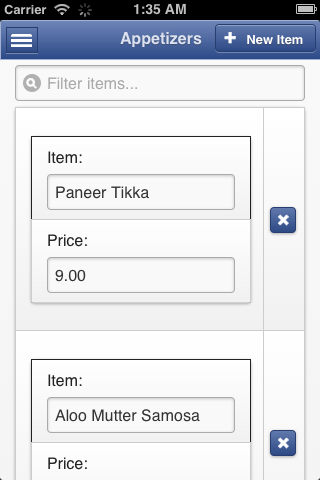 Carrier 1:35 AM
Appetizers
New Item
Filter items...
Item:
Paneer Tikka
Price:
9.00
Item:
Aloo Mutter Samosa
Price: